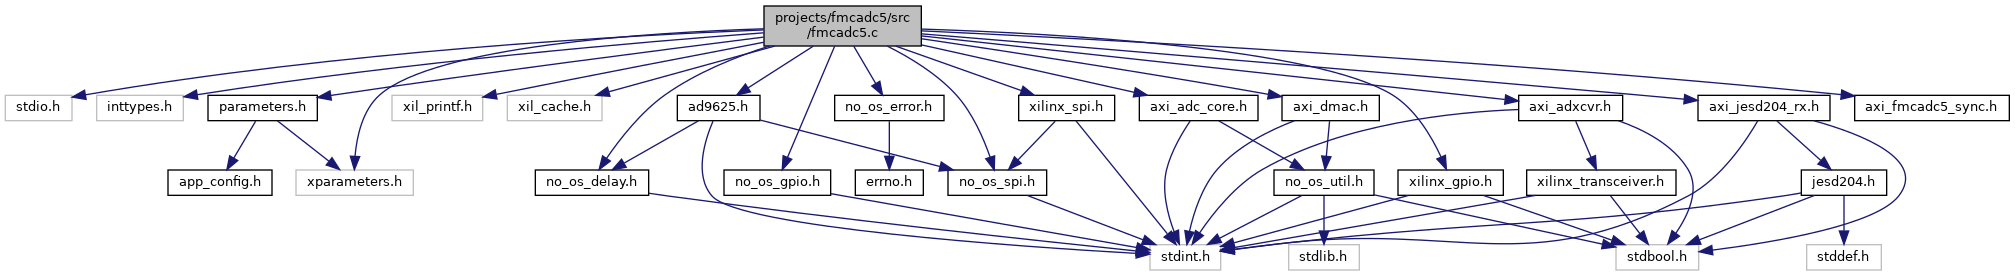 projects/fmcadc5/src
/fmcadc5.c
stdio.h
inttypes.h
parameters.h
xil_printf.h
xil_cache.h
ad9625.h
no_os_error.h
xilinx_spi.h
axi_adc_core.h
axi_dmac.h
axi_adxcvr.h
axi_jesd204_rx.h
axi_fmcadc5_sync.h
app_config.h
xparameters.h
no_os_delay.h
no_os_gpio.h
errno.h
no_os_spi.h
no_os_util.h
xilinx_gpio.h
xilinx_transceiver.h
jesd204.h
stdint.h
stdlib.h
stdbool.h
stddef.h